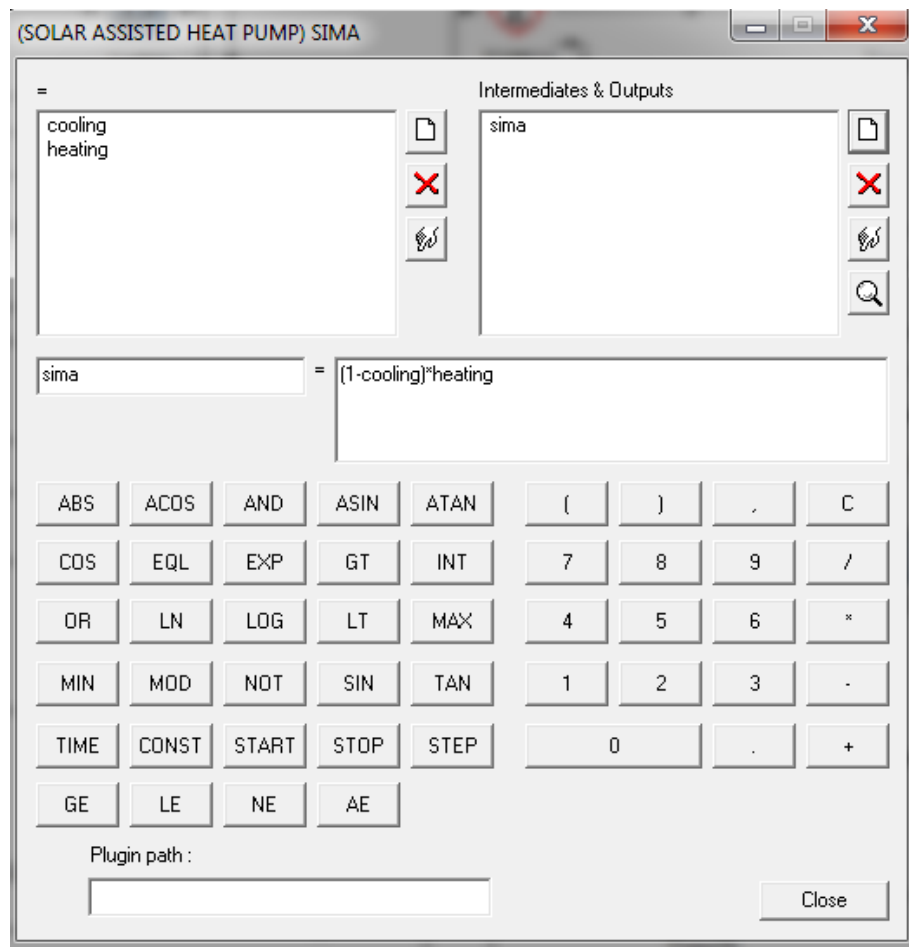 (SOLAR ASSISTED HEAT PUMP) SIMA
=
Intermediates & Outputs
cooling
heating
sima
sima
=
(1-cooling)*heating
ABS ACOS AND ASIN ATAN ( ) , C
COS EQL EXP GT INT 7 8 9 /
OR LN LOG LT MAX 4 5 6 *
MIN MOD NOT SIN TAN 1 2 3 -
TIME CONST START STOP STEP 0 . +
GE LE NE AE
Plugin path :
Close